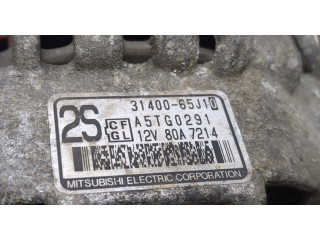 31400-65J10
2S CF GL A5TG0291
12V 80A 7214
MITSUBISHI ELECTRIC CORPORATION